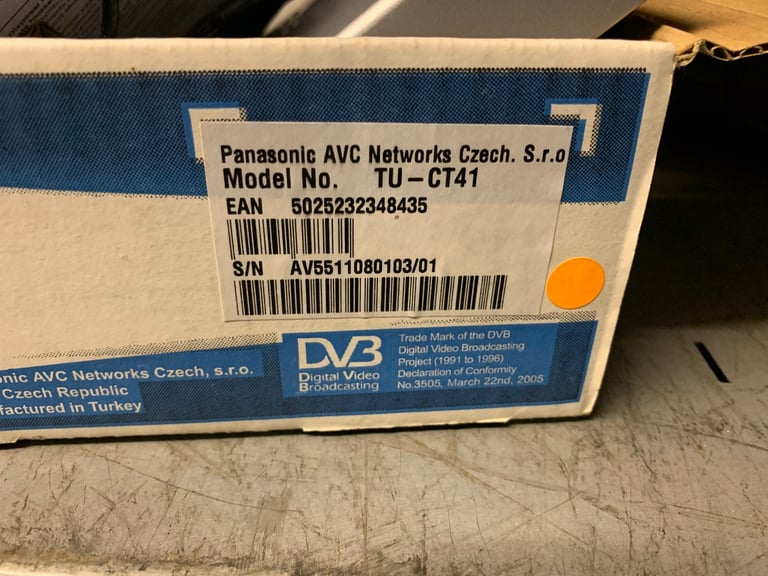 Panasonic AVC Networks Czech. S.r.o
Model No. TU-CT41
EAN 5025232348435
S/N AV5511080103/01
DVB
Digital Video
Broadcasting
Trade Mark of the DVB
Digital Video Broadcasting
Project (1991 to 1996)
Declaration of Conformity
No.3505, March 22nd, 2005
onic AVC Networks Czech, s.r.o.
Czech Republic
factured in Turkey